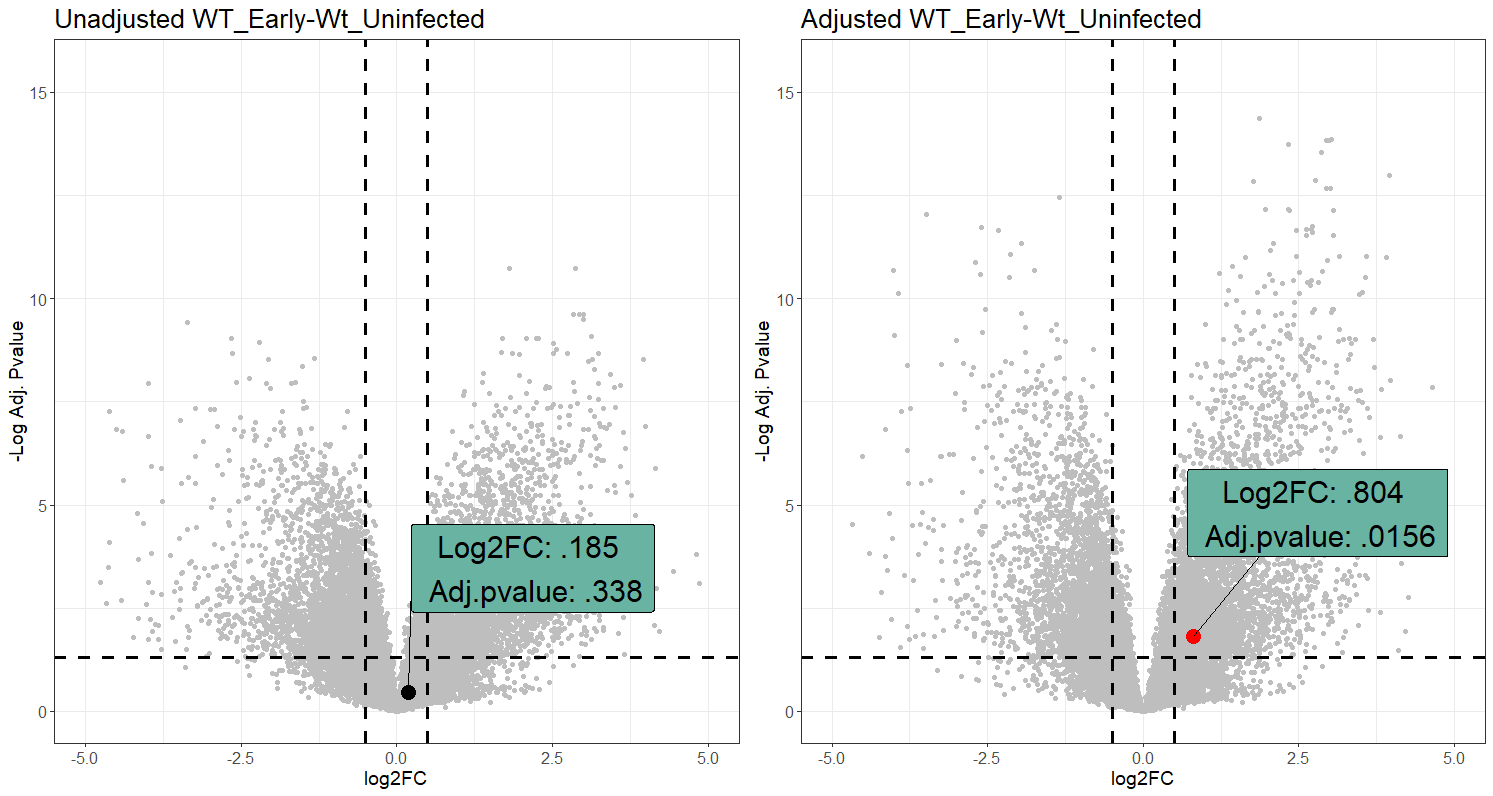 Unadjusted WT_Early-Wt_Uninfected
15
10
5
0
-Log Adj. Pvalue
Log2FC: .185
Adj.pvalue: .338
-5.0
-2.5
0.0
2.5
5.0
log2FC
Adjusted WT_Early-Wt_Uninfected
15
10
5
0
-Log Adj. Pvalue
Log2FC: .804
Adj.pvalue: .0156
-5.0
-2.5
0.0
2.5
5.0
log2FC